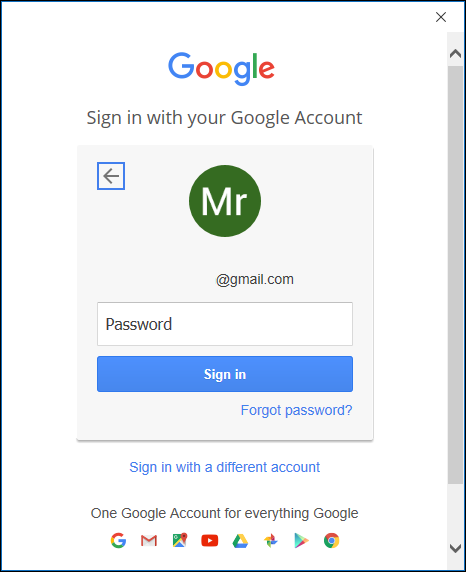 Google
Sign in with your Google Account
Mr
@gmail.com
Password
Sign in
Forgot password?
Sign in with a different account
One Google Account for everything Google